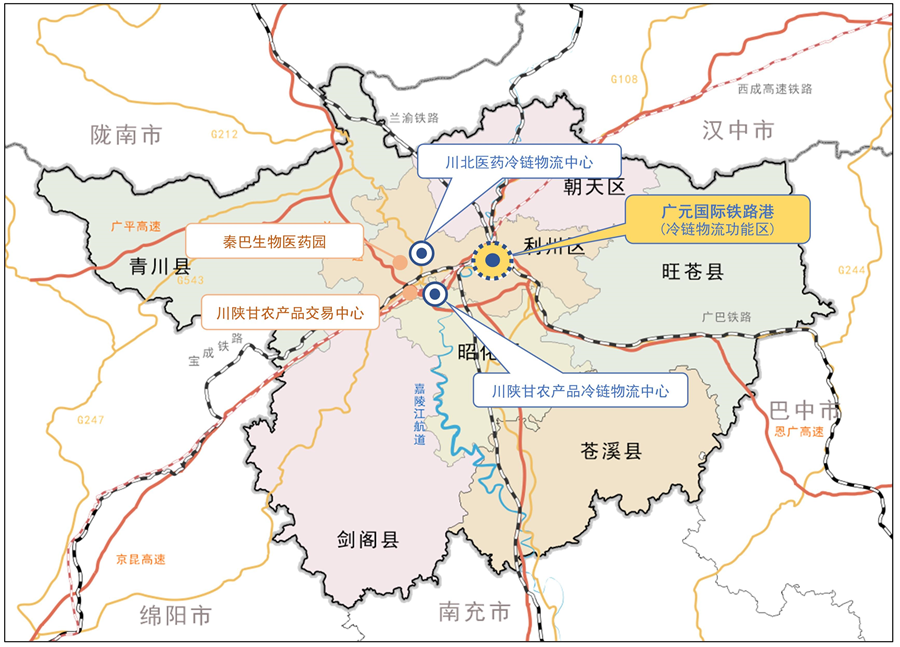 G108
西成高速铁路
兰渝铁路
陇南市
G212
汉中市
川北医药冷链物流中心
朝天区
广元国际铁路港
(冷链物流功能区)
广平高速
秦巴生物医药园
利州区
青川县
旺苍县
G244
G543
川陕甘农产品交易中心
广巴铁路
宝成铁路
昭化
川陕甘农产品冷链物流中心
嘉陵江航道
巴中市
G247
恩广高速
苍溪县
剑阁县
京昆高速
绵阳市
南充市